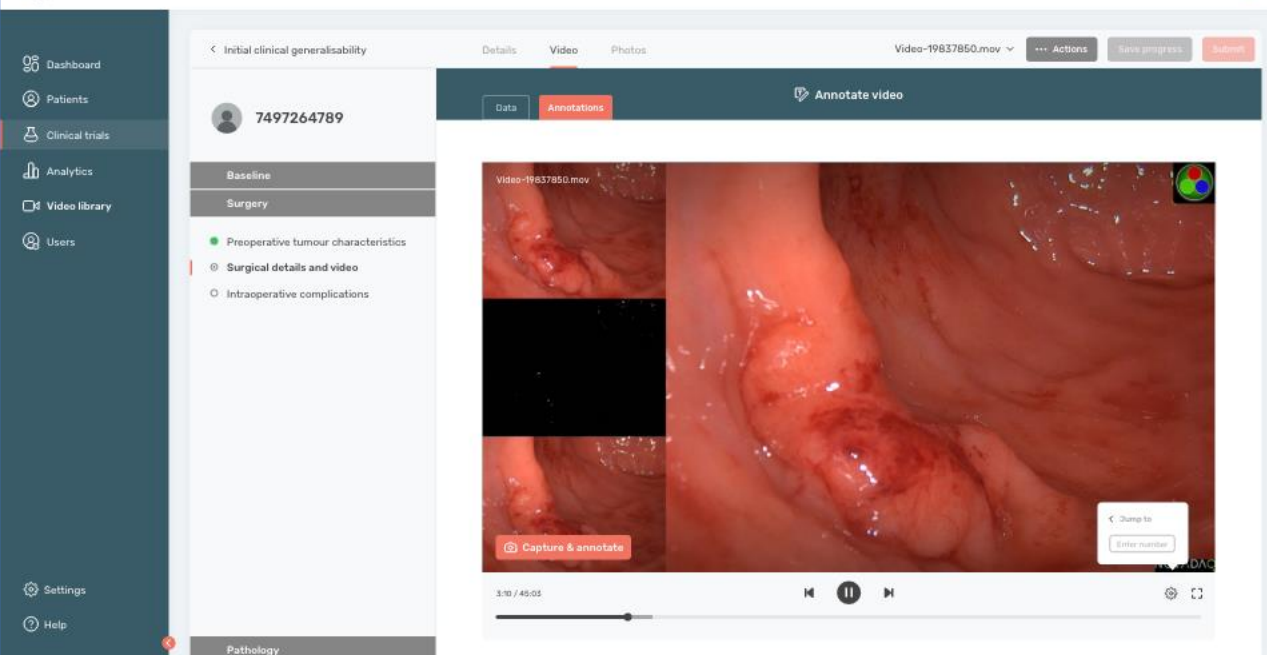 Dashboard
Patients
Clinical trials
Analytics
Video library
Users
Settings
Help
Initial clinical generalisability
Details
Video
Photos
Video-19837850.mov
Actions
Save progress
Submit
7497264789
Baseline
Surgery
Preoperative tumour characteristics
Surgical details and video
Intraoperative complications
Pathology
Data
Annotations
Annotate video
Video-19837850.mov
Capture & annotate
Jump to
Enter number
3:10 / 45:03